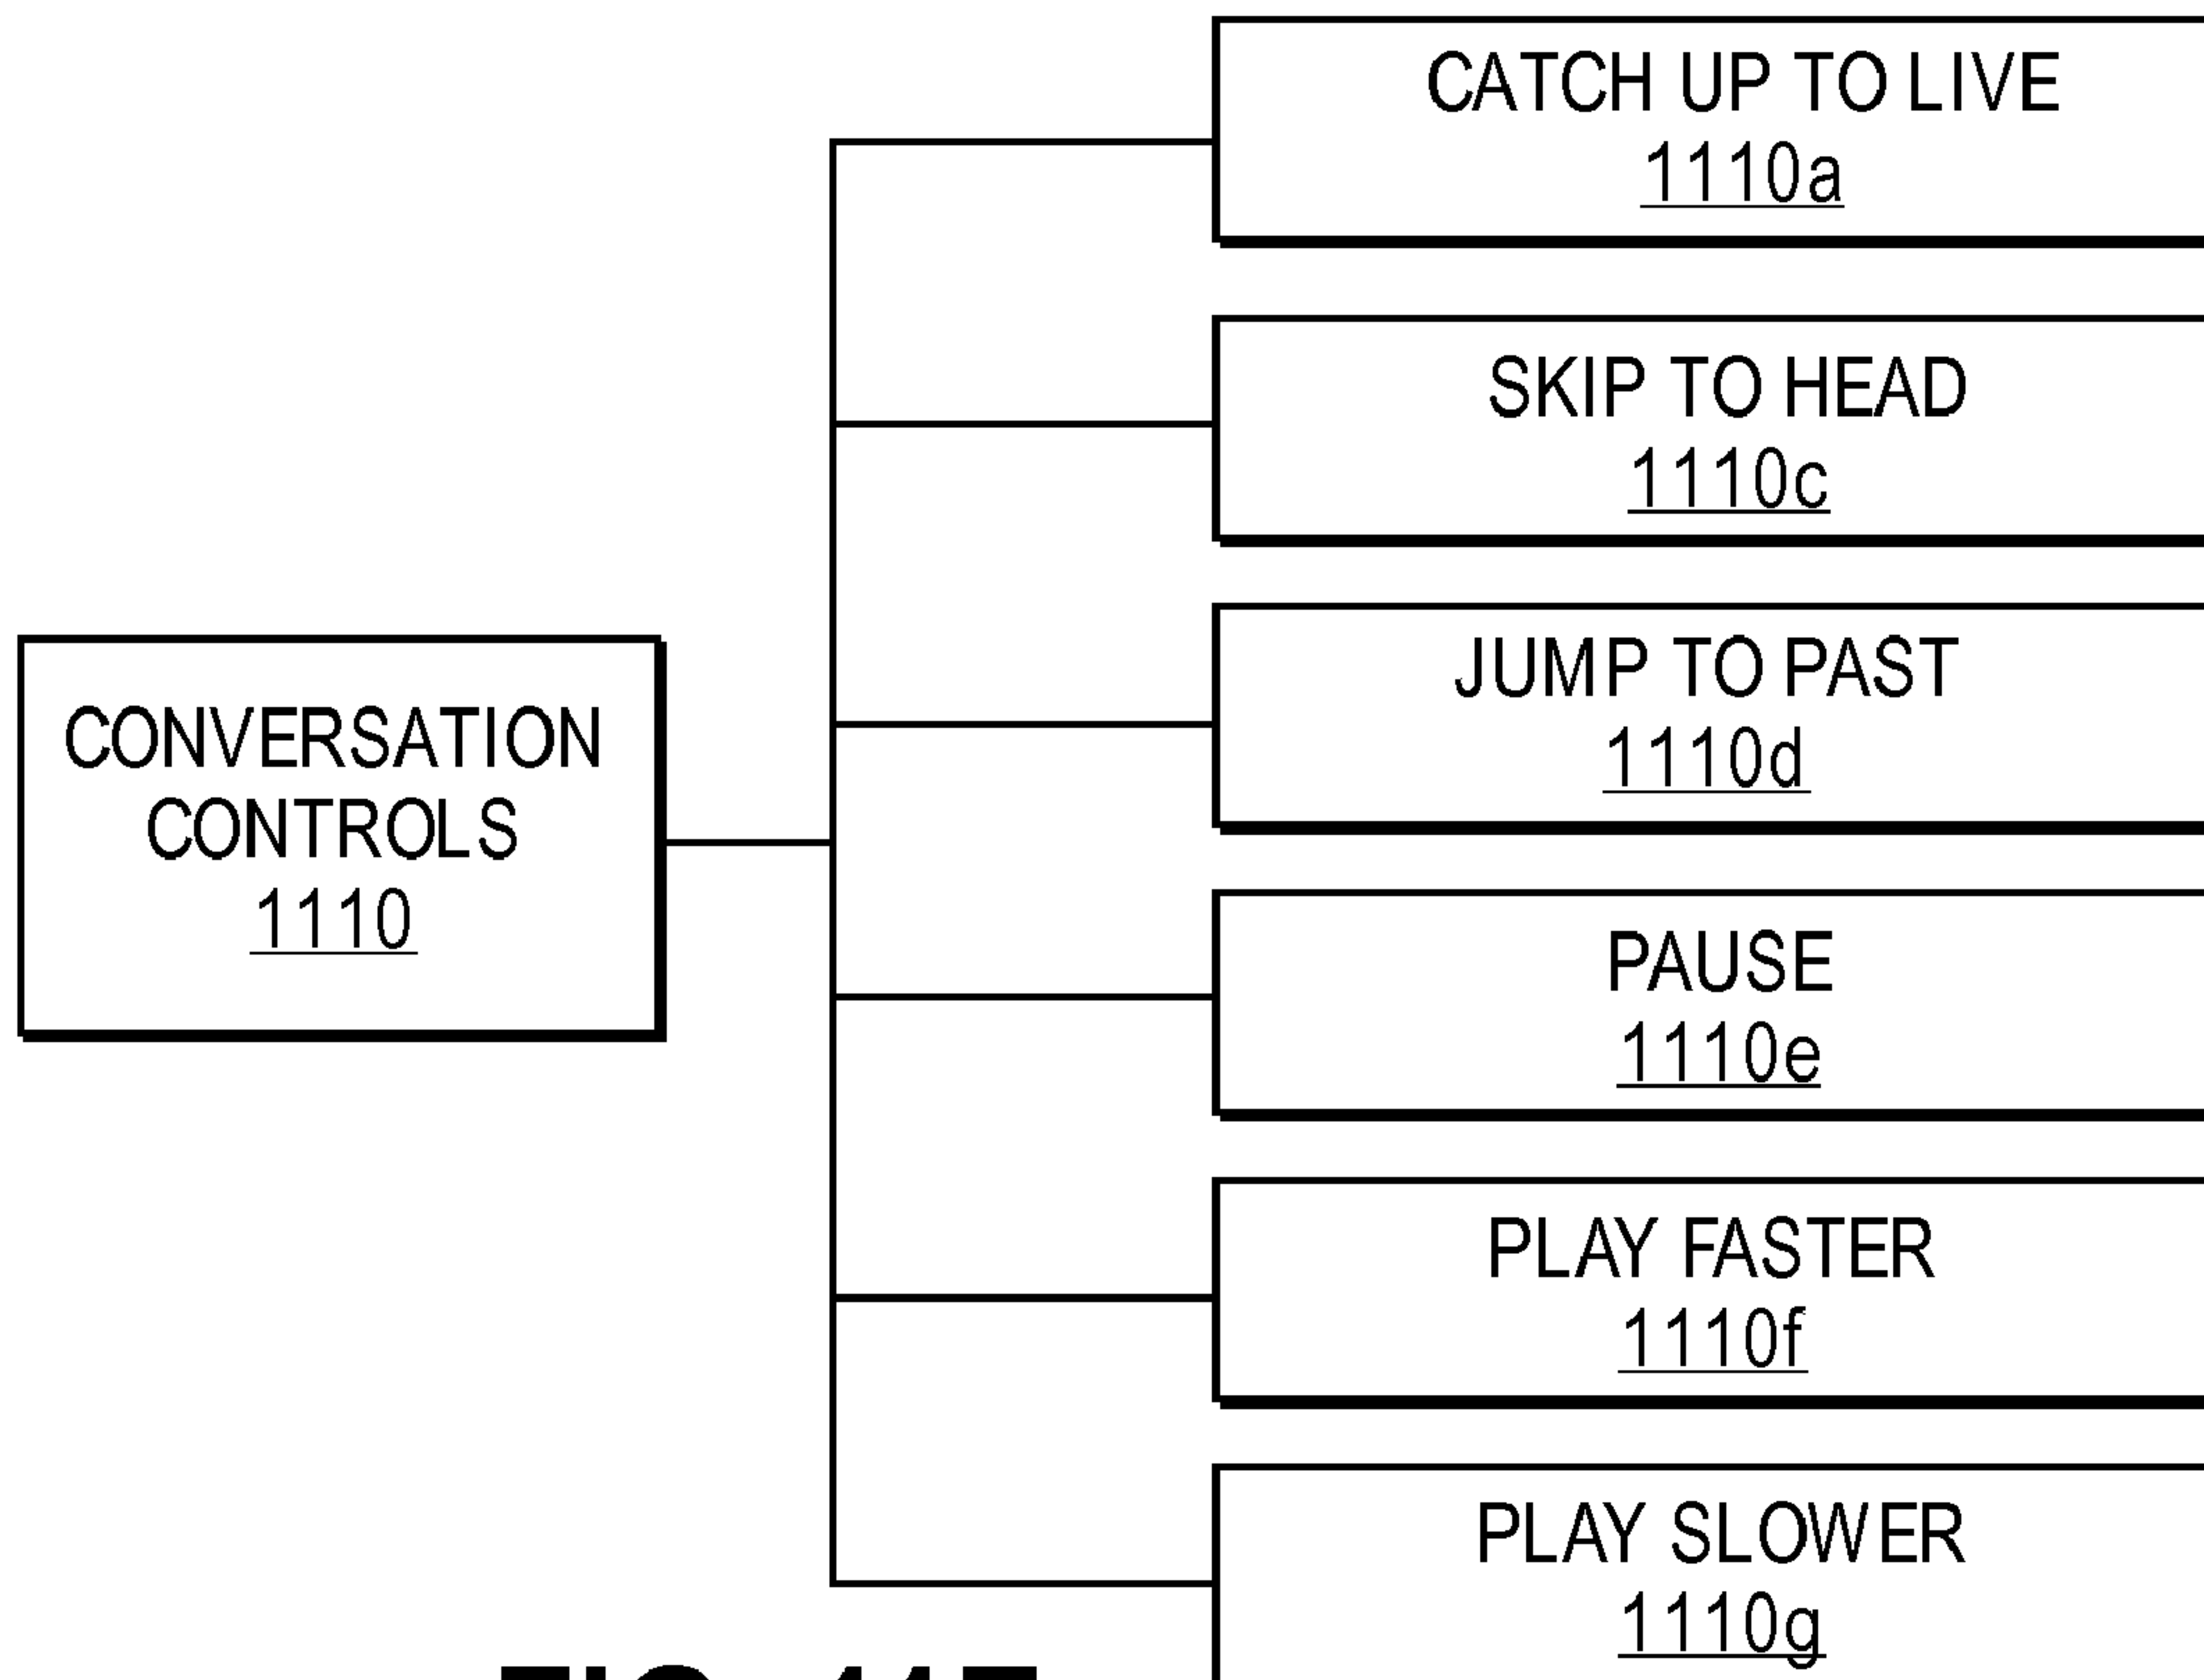 CATCH UP TO LIVE
1110a
SKIP TO HEAD
1110c
JUMP TO PAST
1110d
CONVERSATION
CONTROLS
1110
PAUSE
1110e
PLAY FASTER
1110f
PLAY SLOWER
1110g